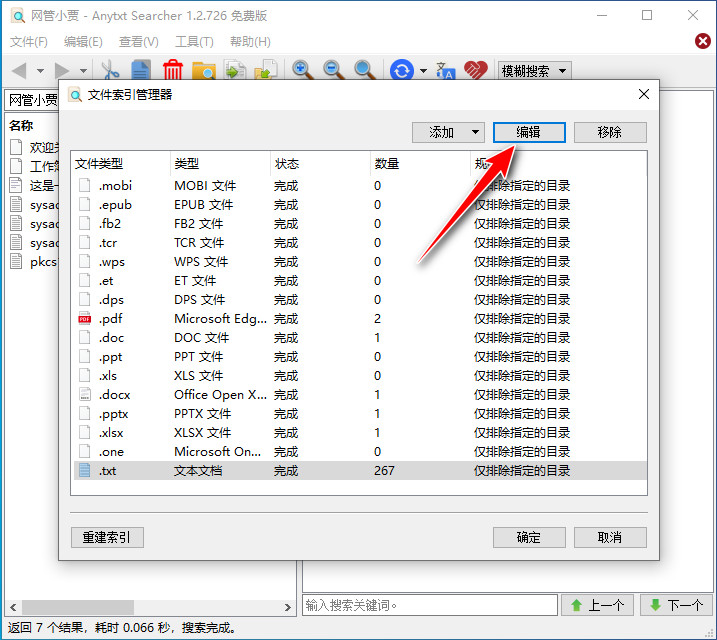 网管小贾 - Anytxt Searcher 1.2.726 免费版
文件(F) 编辑(E) 查看(V) 工具(T) 帮助(H)
模糊搜索
网管小贾
文件索引管理器
添加 编辑 移除
名称
欢迎
工作
这是一
sysa
sysa
sysa
pkcs
文件类型 类型 状态 数量 规
.mobi MOBI 文件 完成 0 仅排除指定的目录
.epub EPUB 文件 完成 0 仅排除指定的目录
.fb2 FB2 文件 完成 0 仅排除指定的目录
.tcr TCR 文件 完成 0 仅排除指定的目录
.wps WPS 文件 完成 0 仅排除指定的目录
.et ET 文件 完成 0 仅排除指定的目录
.dps DPS 文件 完成 0 仅排除指定的目录
.pdf Microsoft Edg... 完成 2 仅排除指定的目录
.doc DOC 文件 完成 1 仅排除指定的目录
.ppt PPT 文件 完成 0 仅排除指定的目录
.xls XLS 文件 完成 0 仅排除指定的目录
.docx Office Open X... 完成 1 仅排除指定的目录
.pptx PPTX 文件 完成 1 仅排除指定的目录
.xlsx XLSX 文件 完成 1 仅排除指定的目录
.one Microsoft On... 完成 0 仅排除指定的目录
.txt 文本文档 完成 267 仅排除指定的目录
重建索引 确定 取消
输入搜索关键词。 上一个 下一个
返回 7 个结果，耗时 0.066 秒，搜索完成。